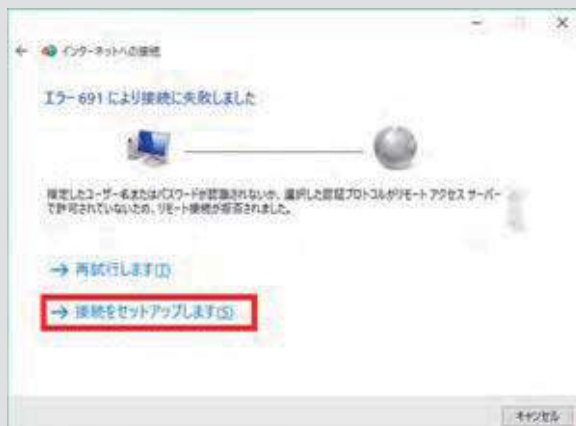 インターネットへの接続
エラー 691 により接続に失敗しました
指定したユーザー名またはパスワードが認識されないか、選択した認証プロトコルがリモート アクセス サーバー
で許可されていないため、リモート接続が拒否されました。
→ 再試行します(T)
→ 接続をセットアップします(S)
キャンセル